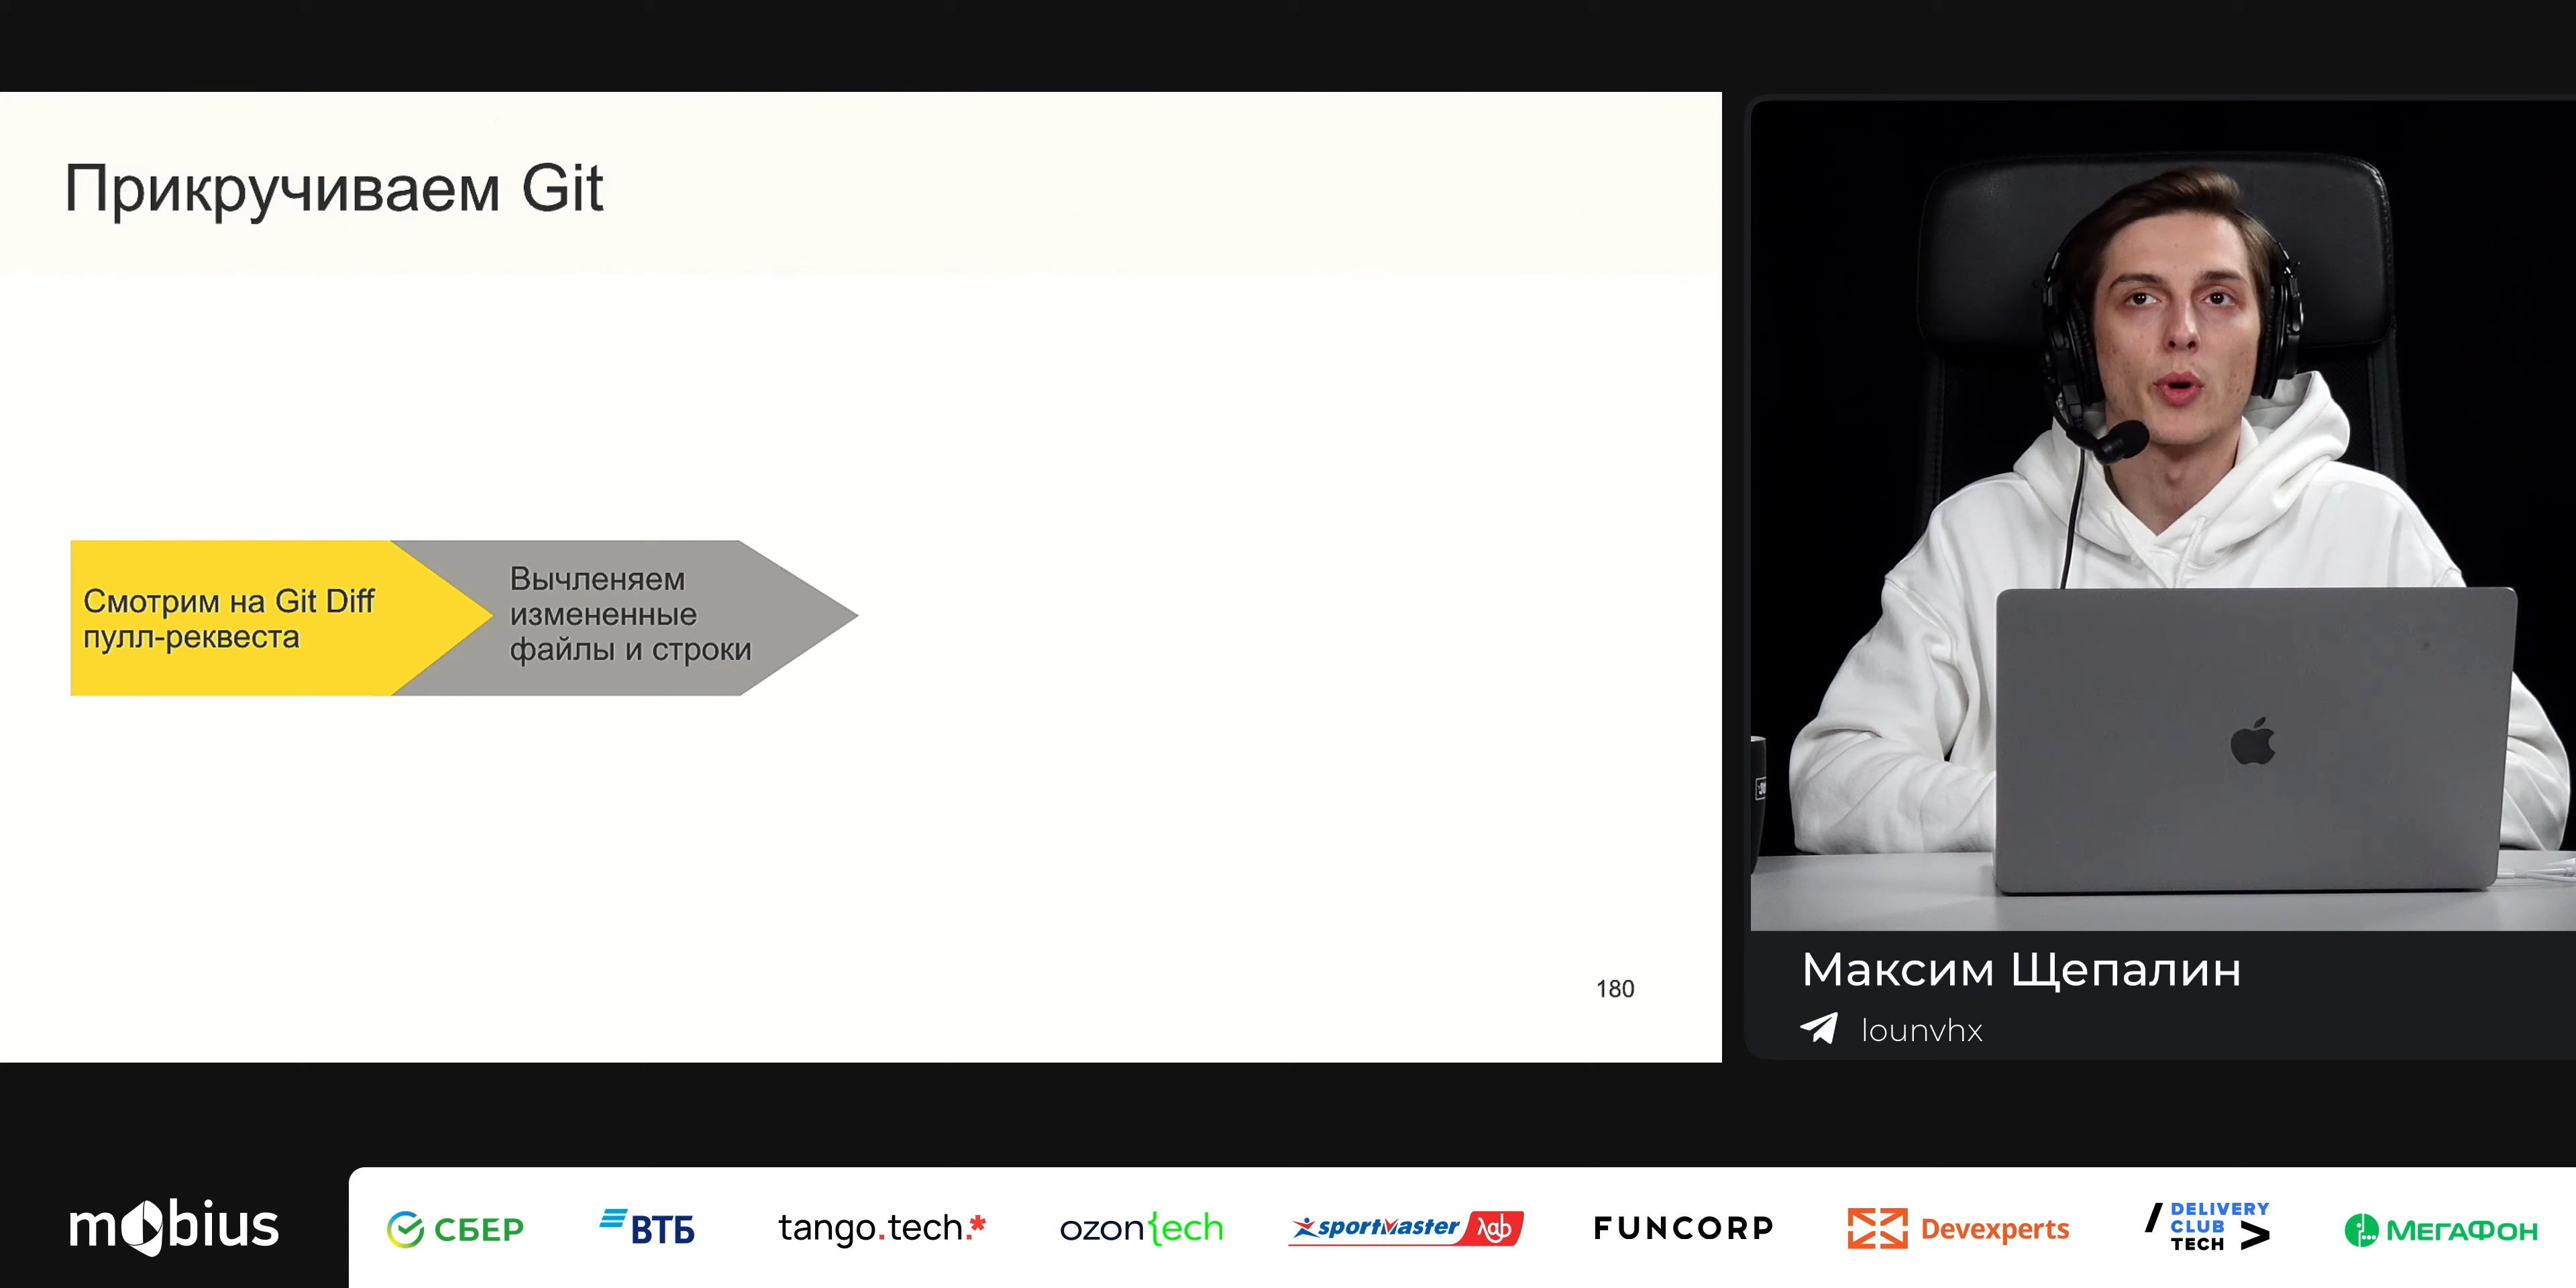 Прикручиваем Git
Смотрим на Git Diff
пулл-реквеста
Вычленяем
измененные
файлы и строки
180
Максим Щепалин
lounvhx
mobius
СБЕР
ВТБ
tango.tech.*
ozon{ech
sportmaster lab
FUNCORP
Devexperts
/ DELIVERY
CLUB
TECH >
МЕГАФОН